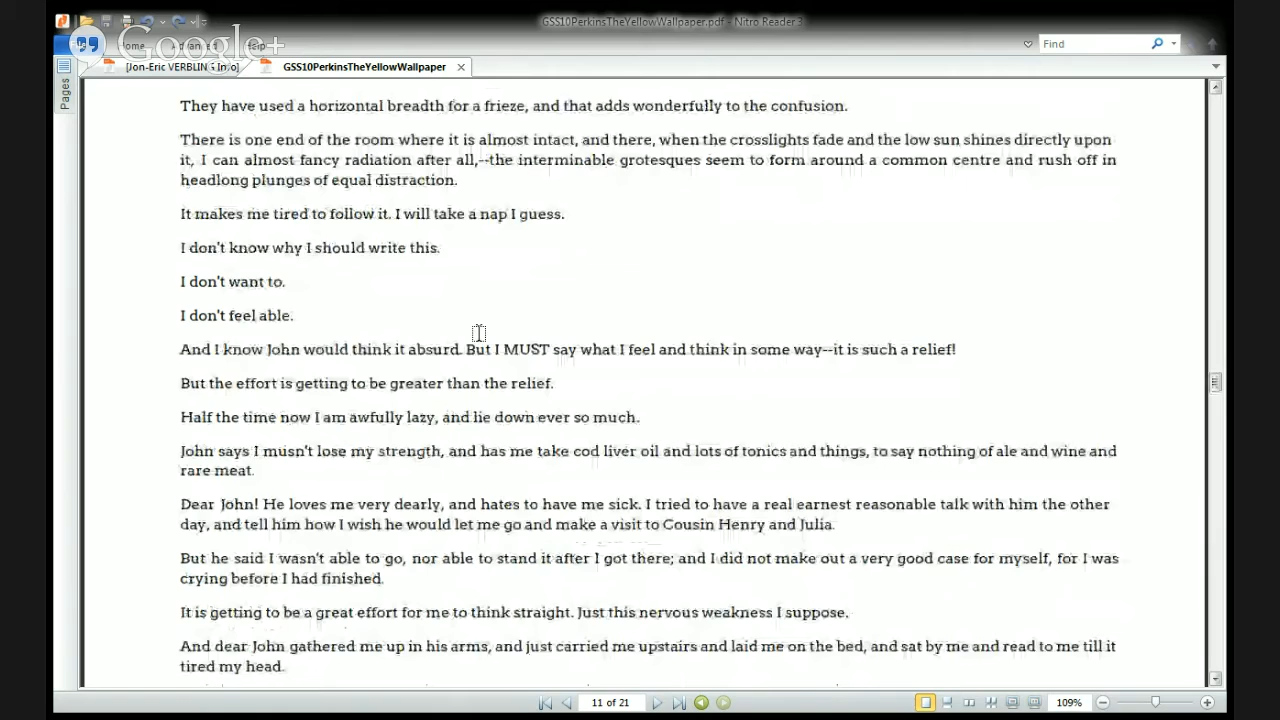 GSS10PerkinsTheYellowWallpaper.pdf - Nitro Reader 3
Google+
Home Advanced Help
Find
[Jon-Eric VERBLING Info] GSS10PerkinsTheYellowWallpaper
Pages
They have used a horizontal breadth for a frieze, and that adds wonderfully to the confusion.
There is one end of the room where it is almost intact, and there, when the crosslights fade and the low sun shines directly upon
it, I can almost fancy radiation after all,--the interminable grotesques seem to form around a common centre and rush off in
headlong plunges of equal distraction.
It makes me tired to follow it. I will take a nap I guess.
I don't know why I should write this.
I don't want to.
I don't feel able.
And I know John would think it absurd. But I MUST say what I feel and think in some way--it is such a relief!
But the effort is getting to be greater than the relief.
Half the time now I am awfully lazy, and lie down ever so much.
John says I musn't lose my strength, and has me take cod liver oil and lots of tonics and things, to say nothing of ale and wine and
rare meat.
Dear John! He loves me very dearly, and hates to have me sick. I tried to have a real earnest reasonable talk with him the other
day, and tell him how I wish he would let me go and make a visit to Cousin Henry and Julia.
But he said I wasn't able to go, nor able to stand it after I got there; and I did not make out a very good case for myself, for I was
crying before I had finished.
It is getting to be a great effort for me to think straight. Just this nervous weakness I suppose.
And dear John gathered me up in his arms, and just carried me upstairs and laid me on the bed, and sat by me and read to me till it
tired my head.
11 of 21
109%